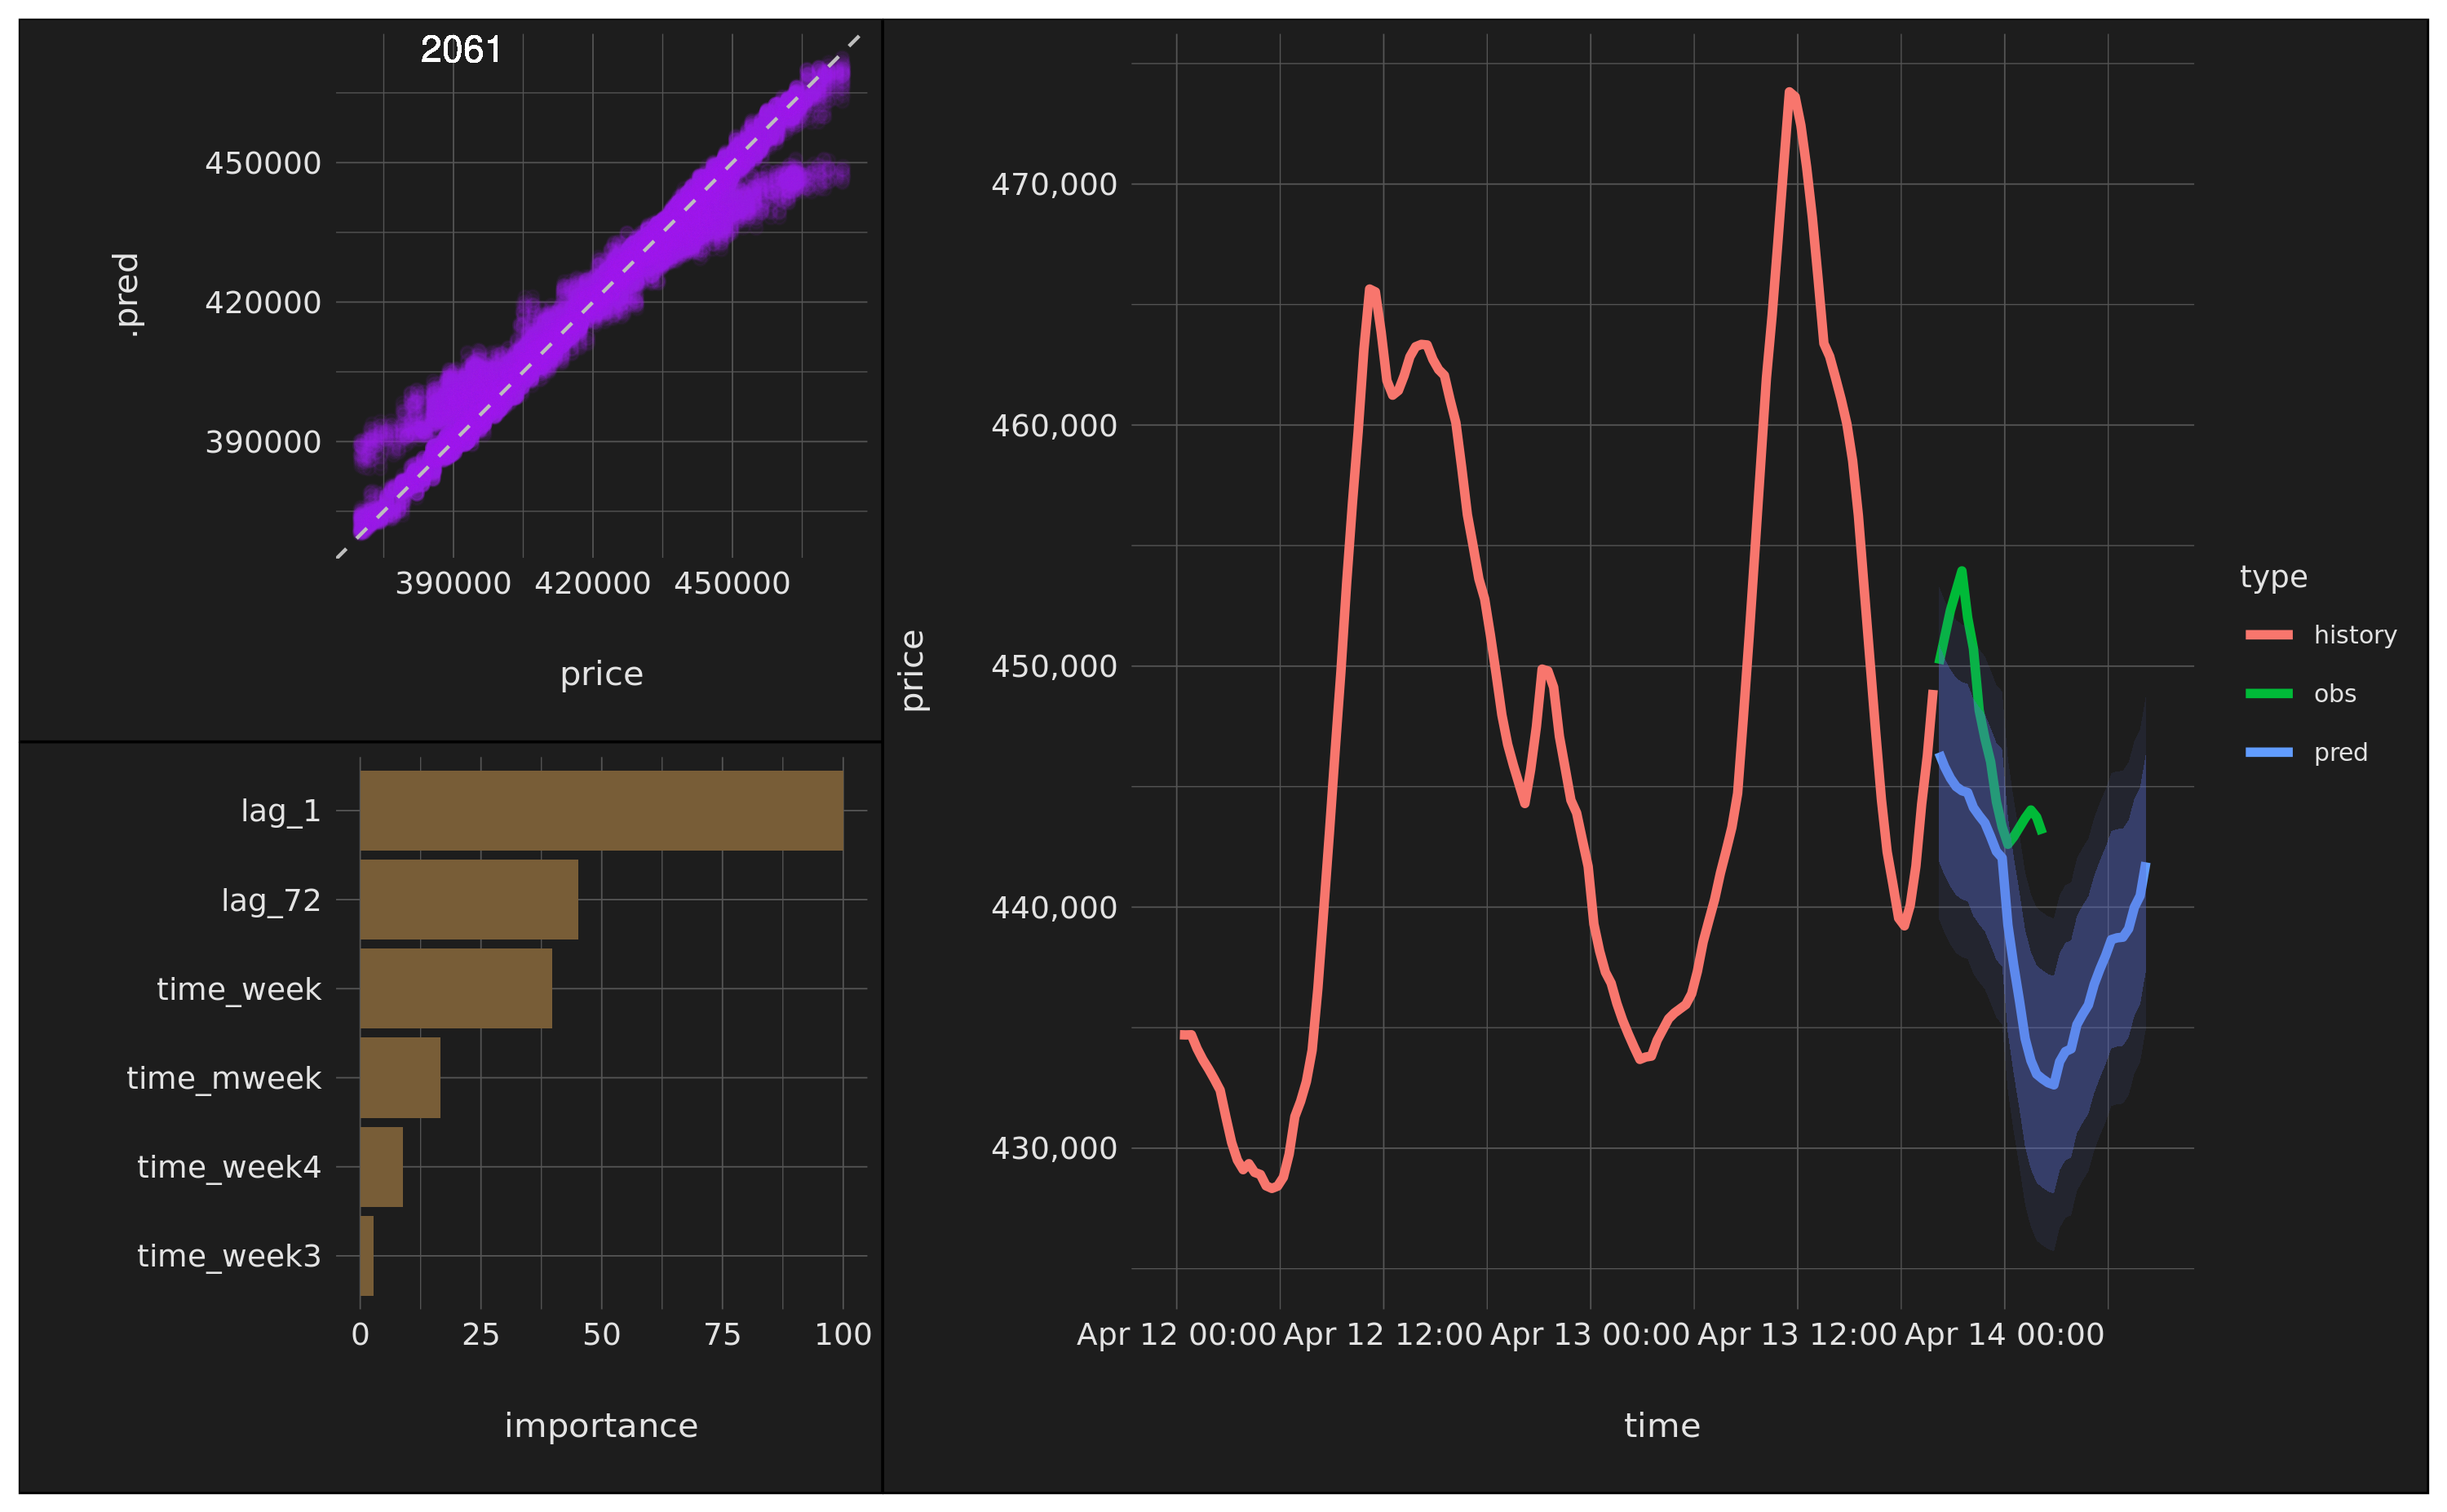 2061
450000
420000
390000
.pred
390000 420000 450000
price
lag_1
lag_72
time_week
time_mweek
time_week4
time_week3
0 25 50 75 100
importance
470,000
460,000
450,000
440,000
430,000
price
Apr 12 00:00 Apr 12 12:00 Apr 13 00:00 Apr 13 12:00 Apr 14 00:00
time
type
history
obs
pred